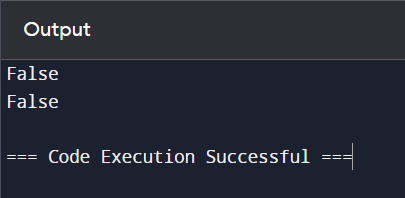 Output
False
False
=== Code Execution Successful ===